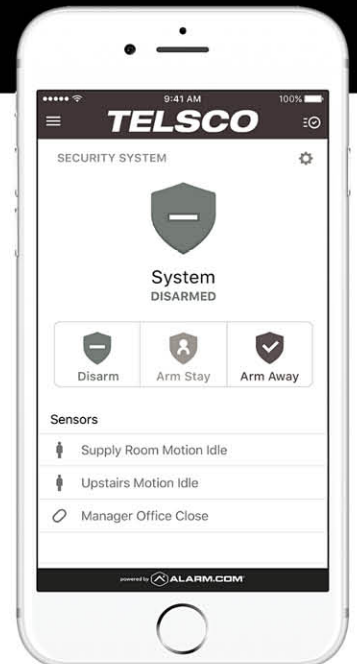 9:41 AM
100%
TELSCO
SECURITY SYSTEM
System
DISARMED
Disarm
Arm Stay
Arm Away
Sensors
Supply Room Motion Idle
Upstairs Motion Idle
Manager Office Close
powered by ALARM.COM